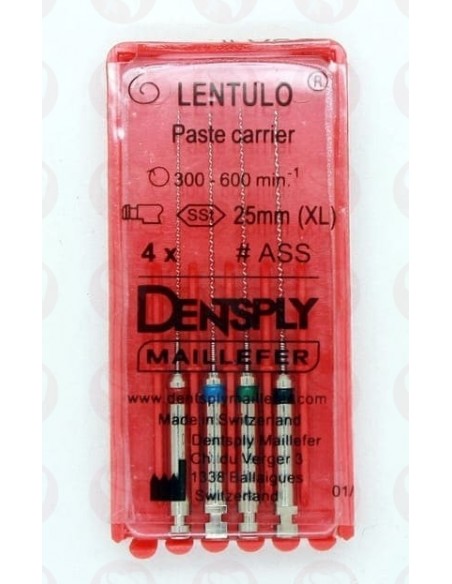 LENTULO ®
Paste carrier
300 - 600 min.-1
SSt 25mm (XL)
4 x # ASS
DENTSPLY
MAILLEFER
www.dentsplymaillefer.com
Made in Switzerland
Dentsply Maillefer
Ch. du Verger 3
1338 Ballaigues
Switzerland
01/